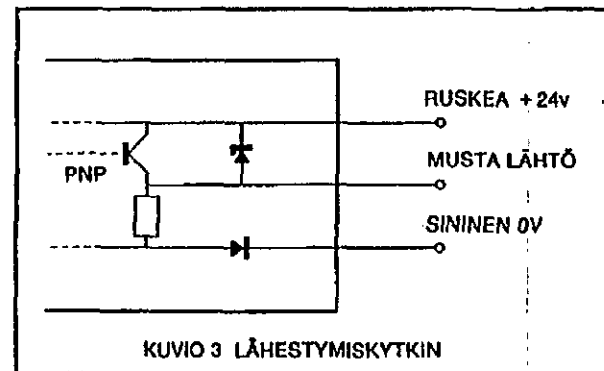 RUSKEA + 24v
MUSTA LÄHTÖ
PNP
SININEN 0V
KUVIO 3 LÄHESTYMISKYTKIN